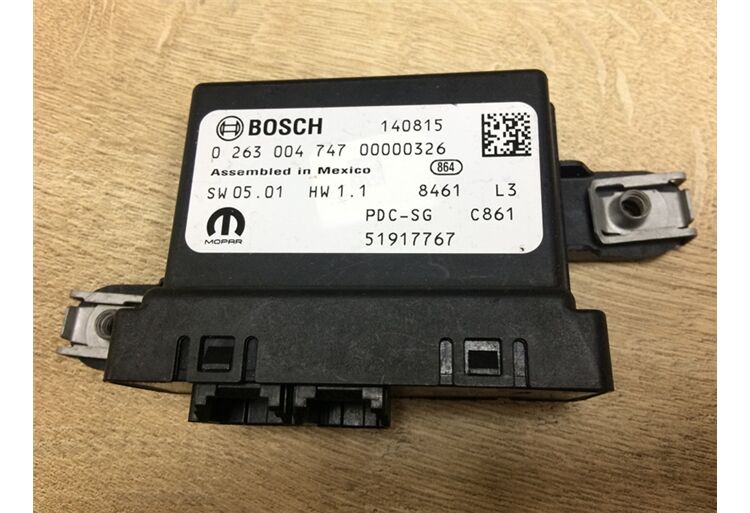 BOSCH 140815
0 263 004 747 00000326
Assembled in Mexico 864
SW 05.01 HW 1.1 8461 L3
PDC-SG C861
MOPAR 51917767